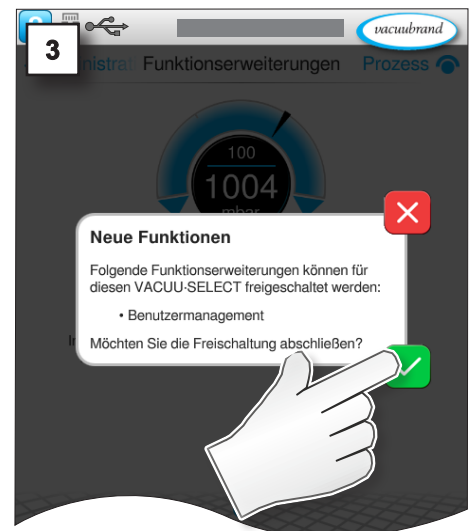 3
vacuubrand
Funktionserweiterungen
Prozess
100
1004
mbar
Neue Funktionen
Folgende Funktionserweiterungen können für
diesen VACUU·SELECT freigeschaltet werden:
• Benutzermanagement
Möchten Sie die Freischaltung abschließen?